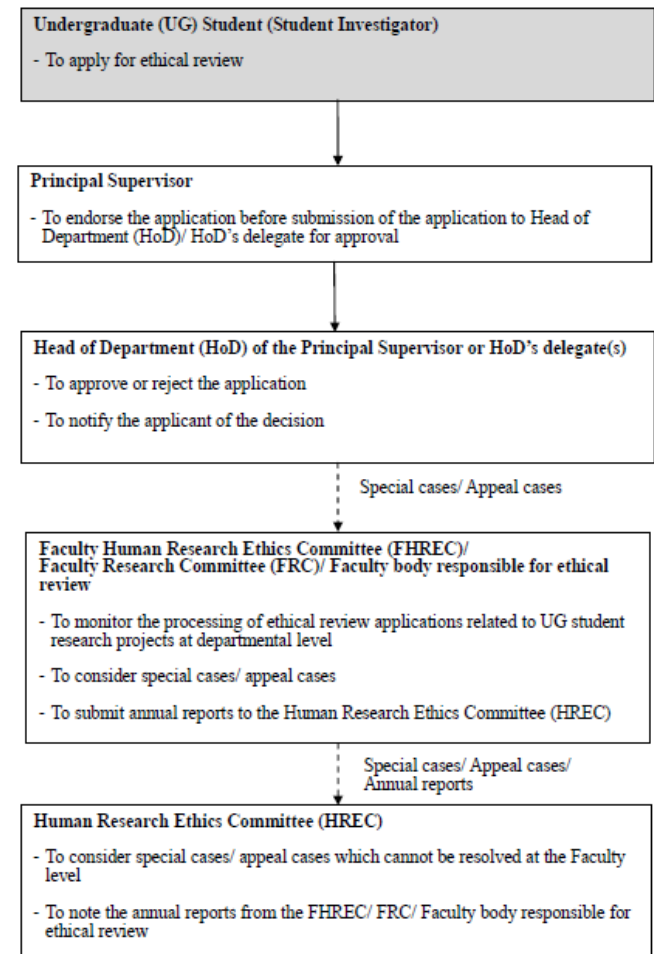 Undergraduate (UG) Student (Student Investigator)
- To apply for ethical review
Principal Supervisor
- To endorse the application before submission of the application to Head of
Department (HoD)/ HoD's delegate for approval
Head of Department (HoD) of the Principal Supervisor or HoD's delegate(s)
- To approve or reject the application
- To notify the applicant of the decision
Special cases/ Appeal cases
Faculty Human Research Ethics Committee (FHREC)/
Faculty Research Committee (FRC)/ Faculty body responsible for ethical
review
- To monitor the processing of ethical review applications related to UG student
research projects at departmental level
- To consider special cases/ appeal cases
- To submit annual reports to the Human Research Ethics Committee (HREC)
Special cases/ Appeal cases/
Annual reports
Human Research Ethics Committee (HREC)
- To consider special cases/ appeal cases which cannot be resolved at the Faculty
level
- To note the annual reports from the FHREC/ FRC/ Faculty body responsible for
ethical review